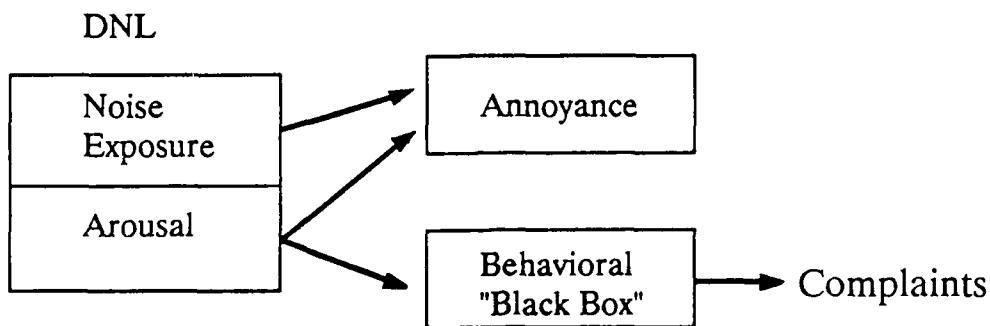 DNL
Noise
Exposure
Annoyance
Arousal
Behavioral
"Black Box"
Complaints